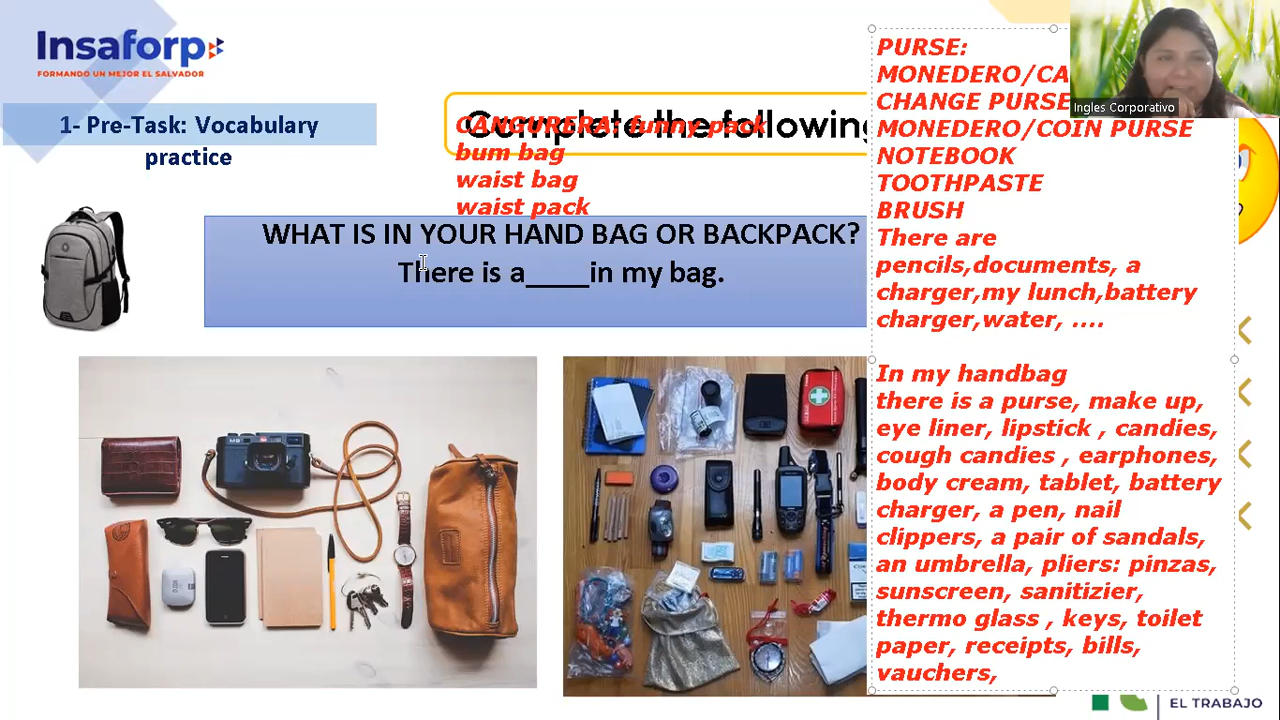 Insaforp
FORMANDO UN MEJOR EL SALVADOR
1- Pre-Task: Vocabulary
practice
Complete the following
CANGURERA: funny pack
bum bag
waist bag
waist pack
WHAT IS IN YOUR HAND BAG OR BACKPACK?
There is a____in my bag.
PURSE:
MONEDERO/CA
CHANGE PURSE
MONEDERO/COIN PURSE
NOTEBOOK
TOOTHPASTE
BRUSH
There are
pencils,documents, a
charger,my lunch,battery
charger,water, ....
In my handbag
there is a purse, make up,
eye liner, lipstick , candies,
cough candies , earphones,
body cream, tablet, battery
charger, a pen, nail
clippers, a pair of sandals,
an umbrella, pliers: pinzas,
sunscreen, sanitizier,
thermo glass , keys, toilet
paper, receipts, bills,
vauchers,
Ingles Corporativo
EL TRABAJO